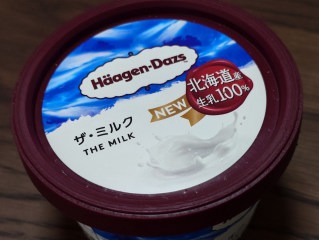 Häagen-Dazs
北海道産
生乳100%
NEW
ザ・ミルク
THE MILK